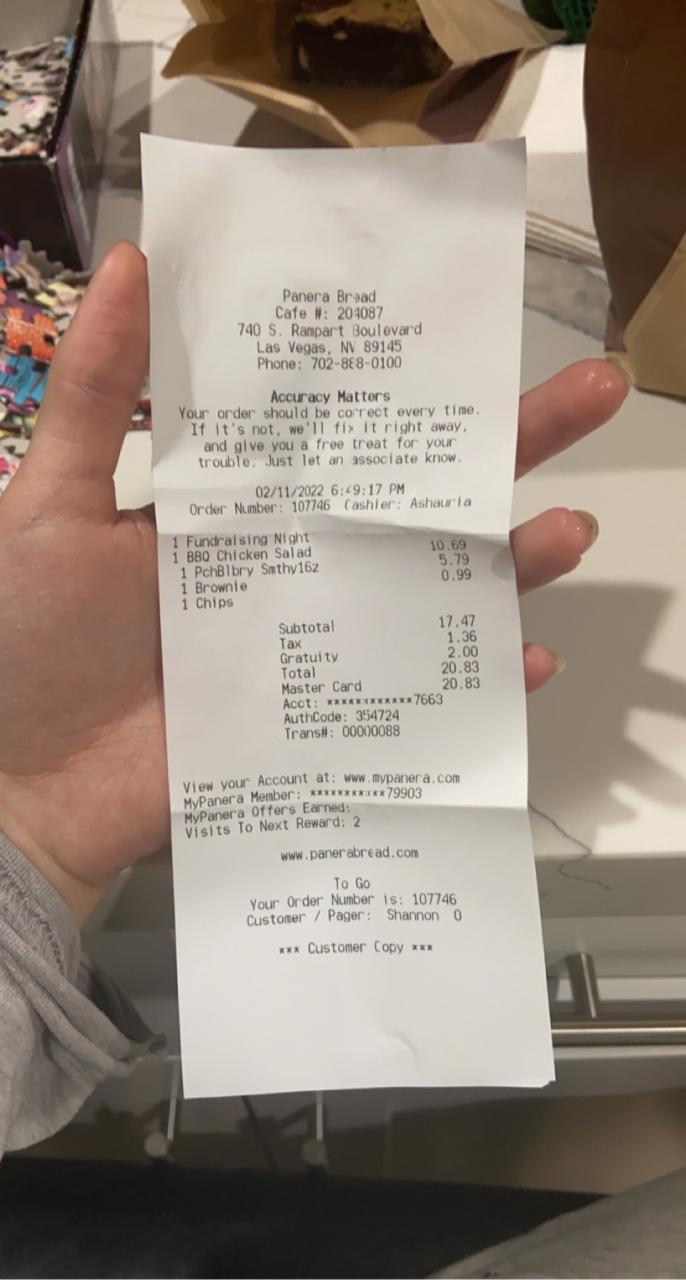 Panera Bread
Cafe #: 204087
740 S. Rampart Boulevard
Las Vegas, NV 89145
Phone: 702-888-0100
Accuracy Matters
Your order should be correct every time.
If it's not, we'll fix it right away,
and give you a free treat for your
trouble. Just let an associate know.
02/11/2022 6:49:17 PM
Order Number: 107746 Cashier: Ashauria
1 Fundraising Night
1 BBQ Chicken Salad 10.69
1 PchBlbry Smthy16z 5.79
1 Brownie 0.99
1 Chips
Subtotal 17.47
Tax 1.36
Gratuity 2.00
Total 20.83
Master Card 20.83
Acct: ************7663
AuthCode: 354724
Trans#: 00000088
View your Account at: www.mypanera.com
MyPanera Member: ***********79903
MyPanera Offers Earned:
Visits To Next Reward: 2
www.panerabread.com
To Go
Your Order Number is: 107746
Customer / Pager: Shannon 0
*** Customer Copy ***